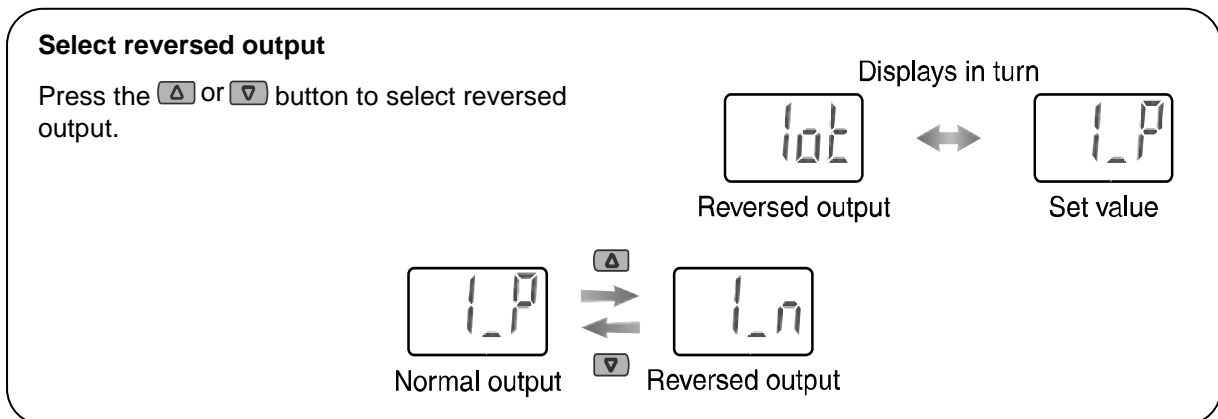 Select reversed output
Press the △ or ▽ button to select reversed
output.
Displays in turn
1ot
1_P
Reversed output
Set value
△
1_P
1_n
▽
Normal output
Reversed output